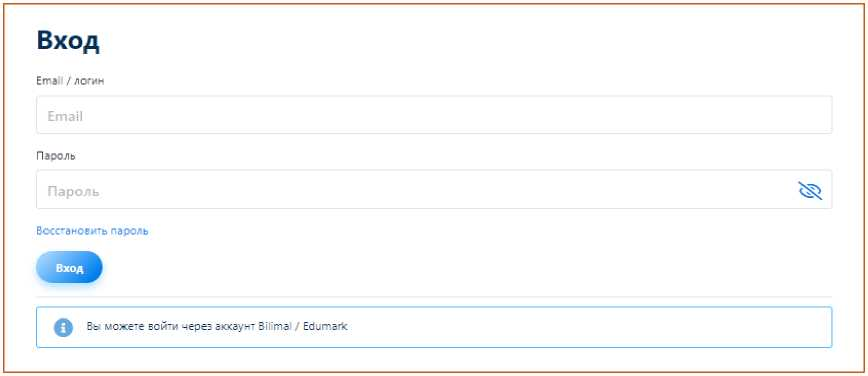 Вход
Email / логин
Email
Пароль
Пароль
Восстановить пароль
Вход
Вы можете войти через аккаунт Bilimal / Edumark